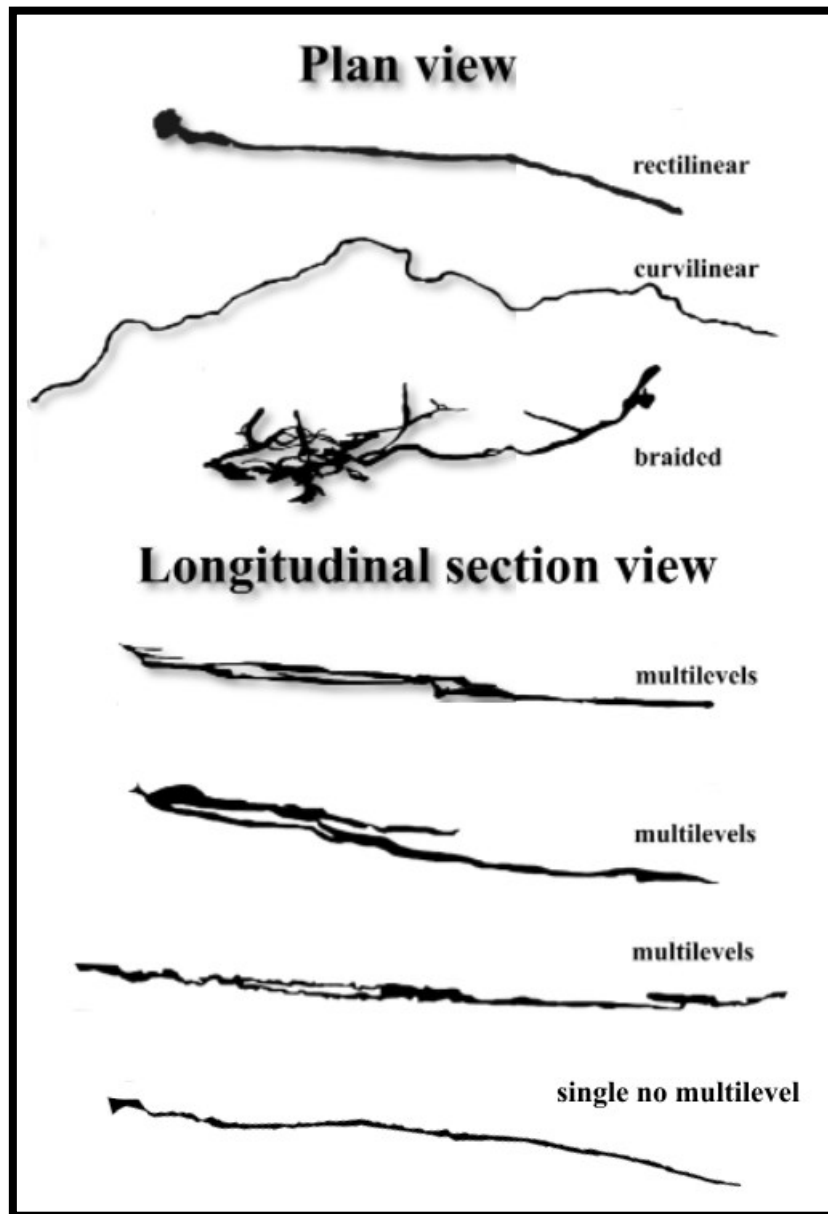 Plan view
rectilinear
curvilinear
braided
Longitudinal section view
multilevels
multilevels
multilevels
single no multilevel